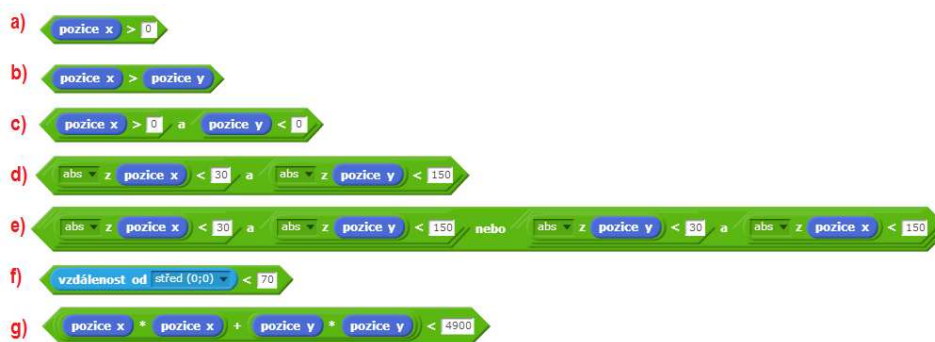 a) pozice x > 0
b) pozice x > pozice y
c) pozice x > 0 a pozice y < 0
d) abs z pozice x < 30 a abs z pozice y < 150
e) abs z pozice x < 30 a abs z pozice y < 150 nebo abs z pozice y < 30 a abs z pozice x < 150
f) vzdálenost od střed (0;0) < 70
g) pozice x * pozice x + pozice y * pozice y < 4900